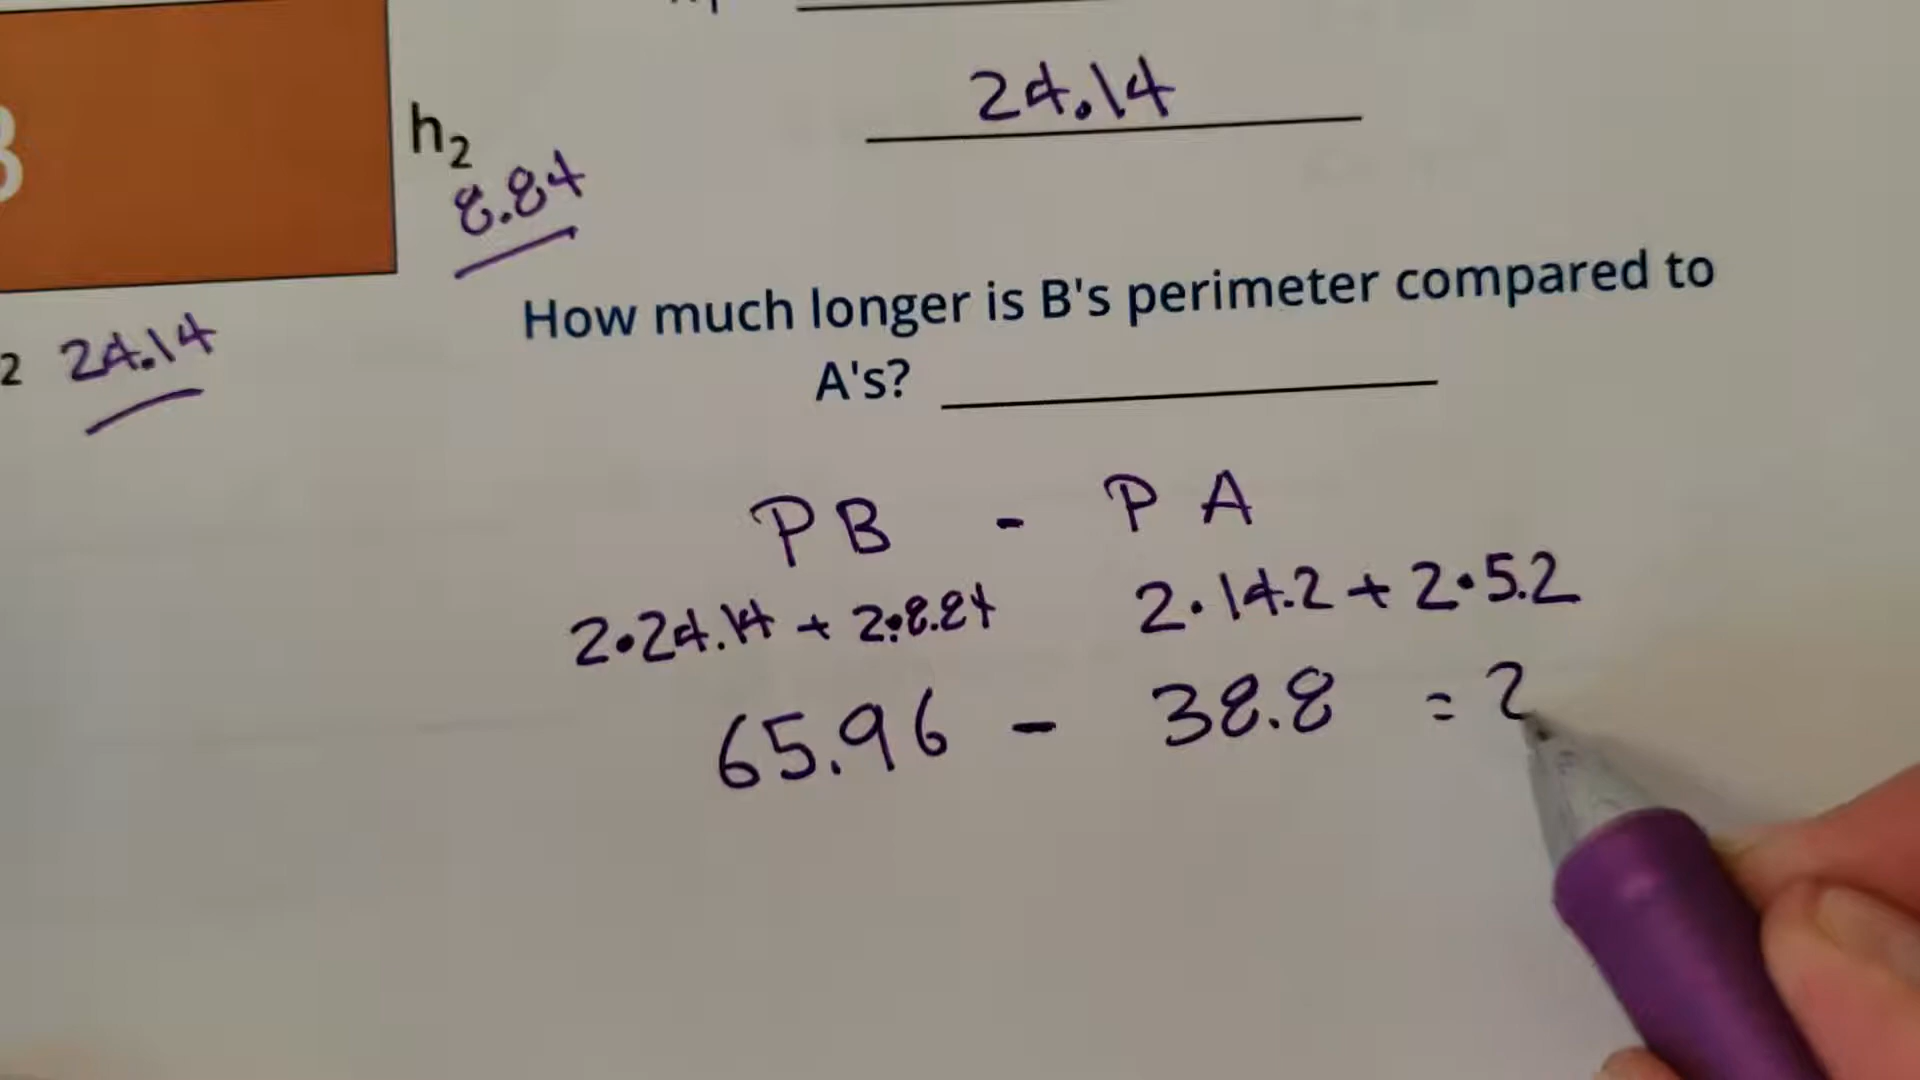 24.14
h2
8.84
How much longer is B's perimeter compared to
A's?
2 24.14
PB - PA
2·24.14 + 2·8.84 2·14.2 + 2·5.2
65.96 - 38.8 = 2